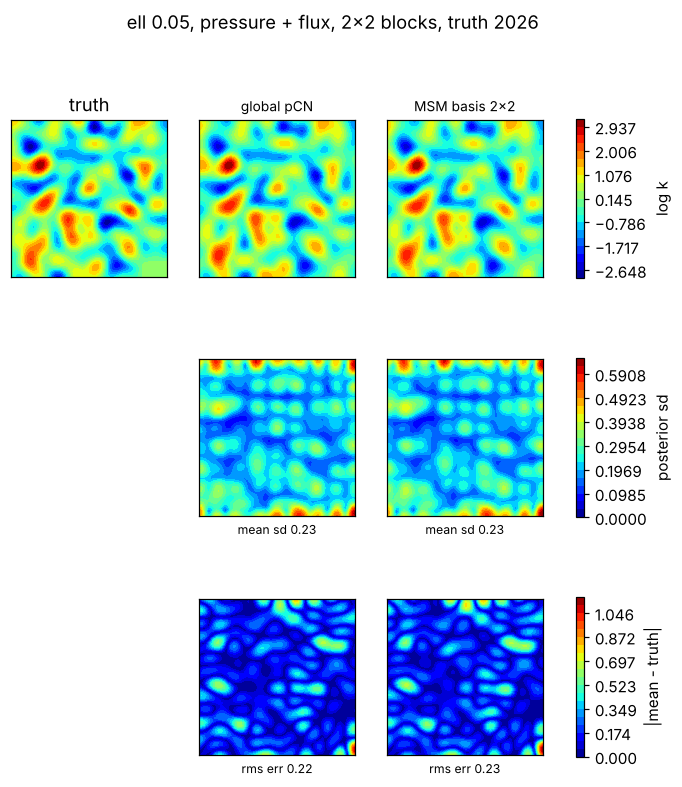 ell 0.05, pressure + flux, 2×2 blocks, truth 2026
truth
global pCN
MSM basis 2×2
2.937
2.006
1.076
0.145
−0.786
−1.717
−2.648
log k
0.5908
0.4923
0.3938
0.2954
0.1969
0.0985
0.0000
posterior sd
mean sd 0.23
mean sd 0.23
1.046
0.872
0.697
0.523
0.349
0.174
0.000
|mean - truth|
rms err 0.22
rms err 0.23